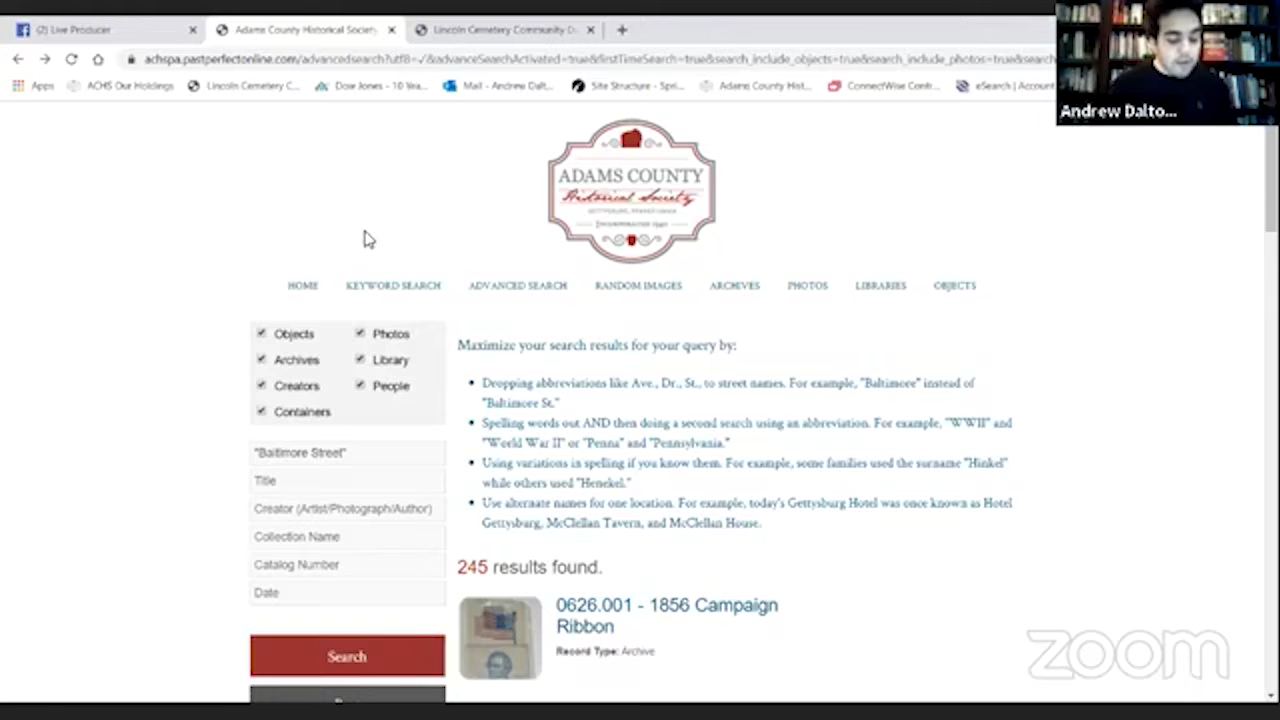 (2) Live Producer
Adams County Historical Society
Lincoln Cemetery Community D
achspa.pastperfectonline.com/advancedsearch?utf8=✓&advanceSearchActivated=true&firstTimeSearch=true&search_include_objects=true&search_include_photos=true&search
Apps
ACHS Our Holdings
Lincoln Cemetery C...
Dow Jones - 10 Yea...
Mail - Andrew Dalt...
Site Structure - Spri...
Adams County Hist...
ConnectWise Contr...
eSearch | Account
Andrew Dalto...
ADAMS COUNTY
Historical Society
GETTYSBURG, PENNSYLVANIA
HOME
KEYWORD SEARCH
ADVANCED SEARCH
RANDOM IMAGES
ARCHIVES
PHOTOS
LIBRARIES
OBJECTS
Objects
Photos
Archives
Library
Creators
People
Containers
"Baltimore Street"
Title
Creator (Artist/Photograph/Author)
Collection Name
Catalog Number
Date
Search
Maximize your search results for your query by:
Dropping abbreviations like Ave., Dr., St., to street names. For example, "Baltimore" instead of
"Baltimore St."
Spelling words out AND then doing a second search using an abbreviation. For example, "WWII" and
"World War II" or "Penna" and "Pennsylvania."
Using variations in spelling if you know them. For example, some families used the surname "Hinkel"
while others used "Henekel."
Use alternate names for one location. For example, today's Gettysburg Hotel was once known as Hotel
Gettysburg, McClellan Tavern, and McClellan House.
245 results found.
0626.001 - 1856 Campaign
Ribbon
Record Type: Archive
zoom